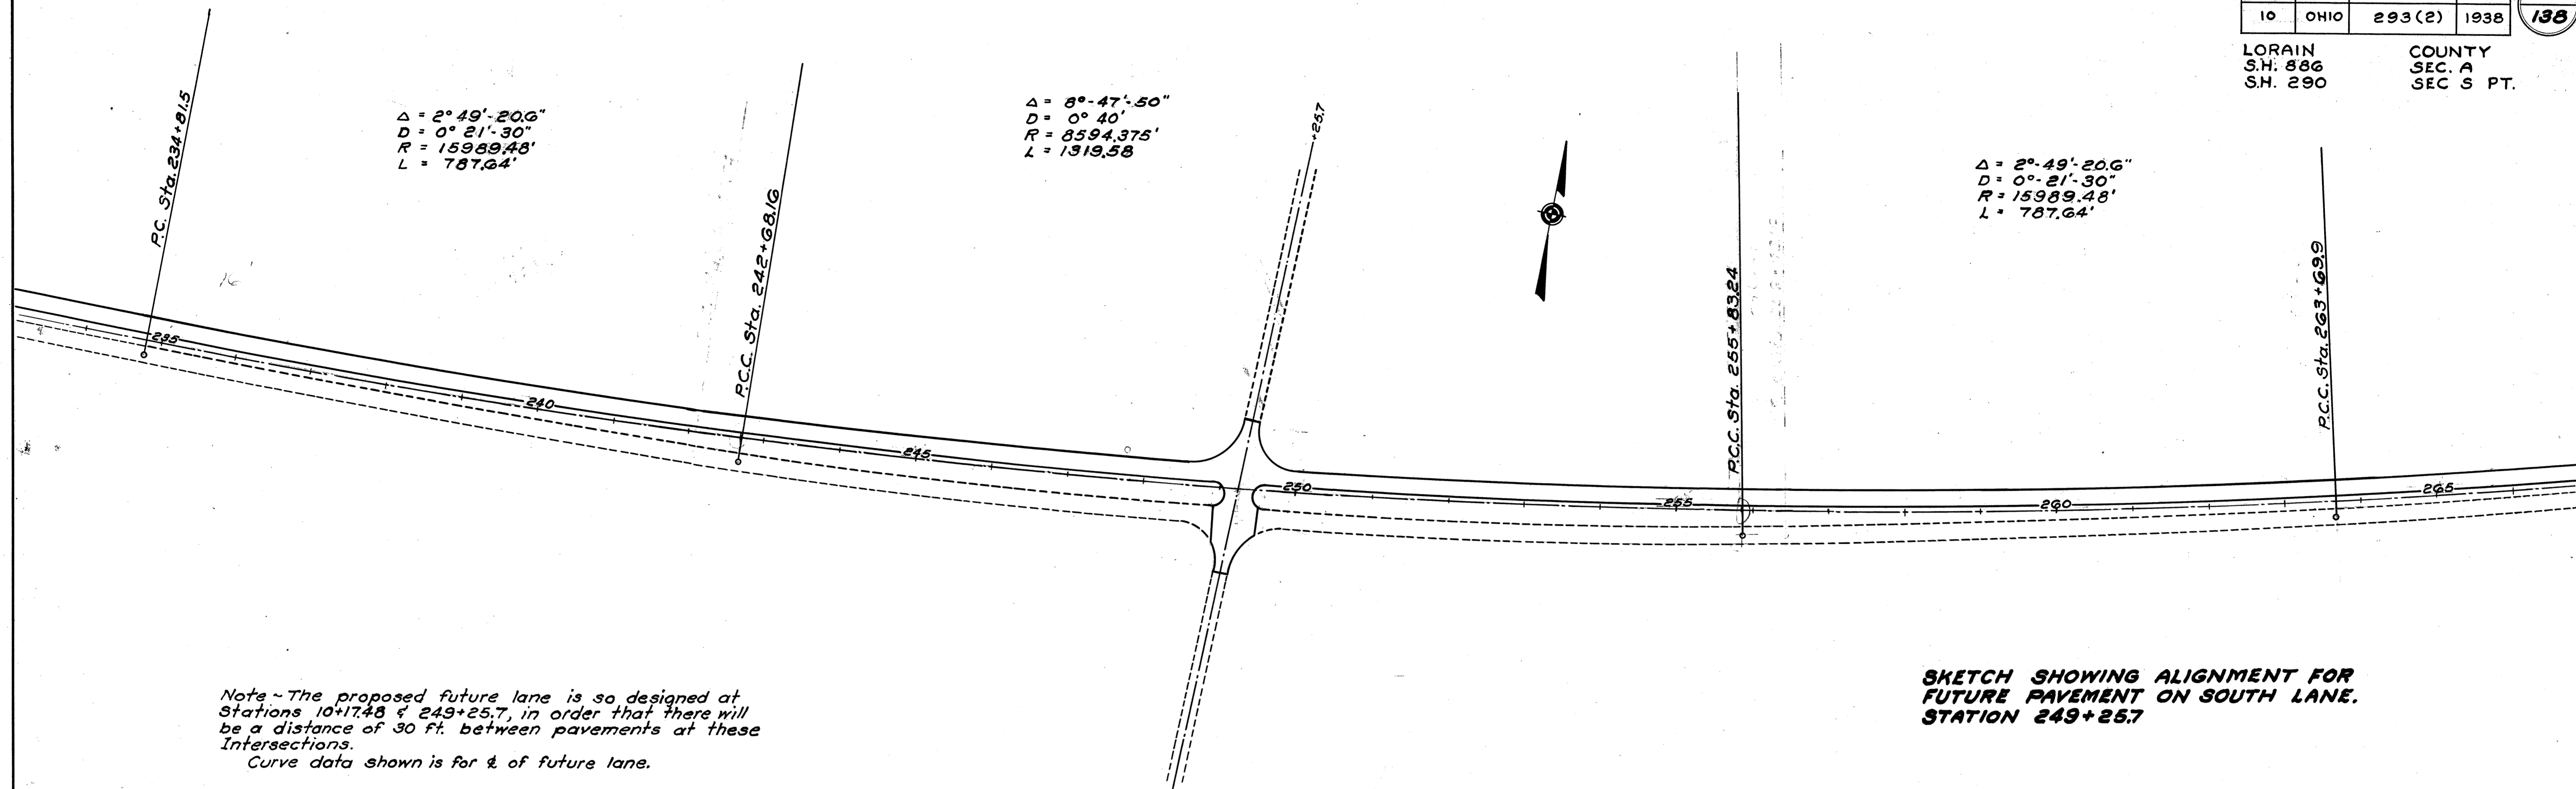 10 OHIO 293(2) 1938 138
LORAIN COUNTY
S.H. 886 SEC. A
S.H. 290 SEC S PT.
P.C. Sta. 234+81.5
Δ = 2° 49'-20.6"
D = 0° 21'-30"
R = 15989.48'
L = 787.64'
P.C.C. Sta. 242+68.16
Δ = 8°-47'-50"
D = 0° 40'
R = 8594.375'
L = 1319.58
+25.7
P.C.C. Sta. 255+83.24
Δ = 2°-49'-20.6"
D = 0°-21'-30"
R = 15989.48'
L = 787.64'
P.C.C. Sta. 263+69.9
235
240
245
250
255
260
265
Note ~ The proposed future lane is so designed at
Stations 10+17.48 & 249+25.7, in order that there will
be a distance of 30 ft. between pavements at these
Intersections.
Curve data shown is for ℄ of future lane.
SKETCH SHOWING ALIGNMENT FOR
FUTURE PAVEMENT ON SOUTH LANE.
STATION 249+25.7